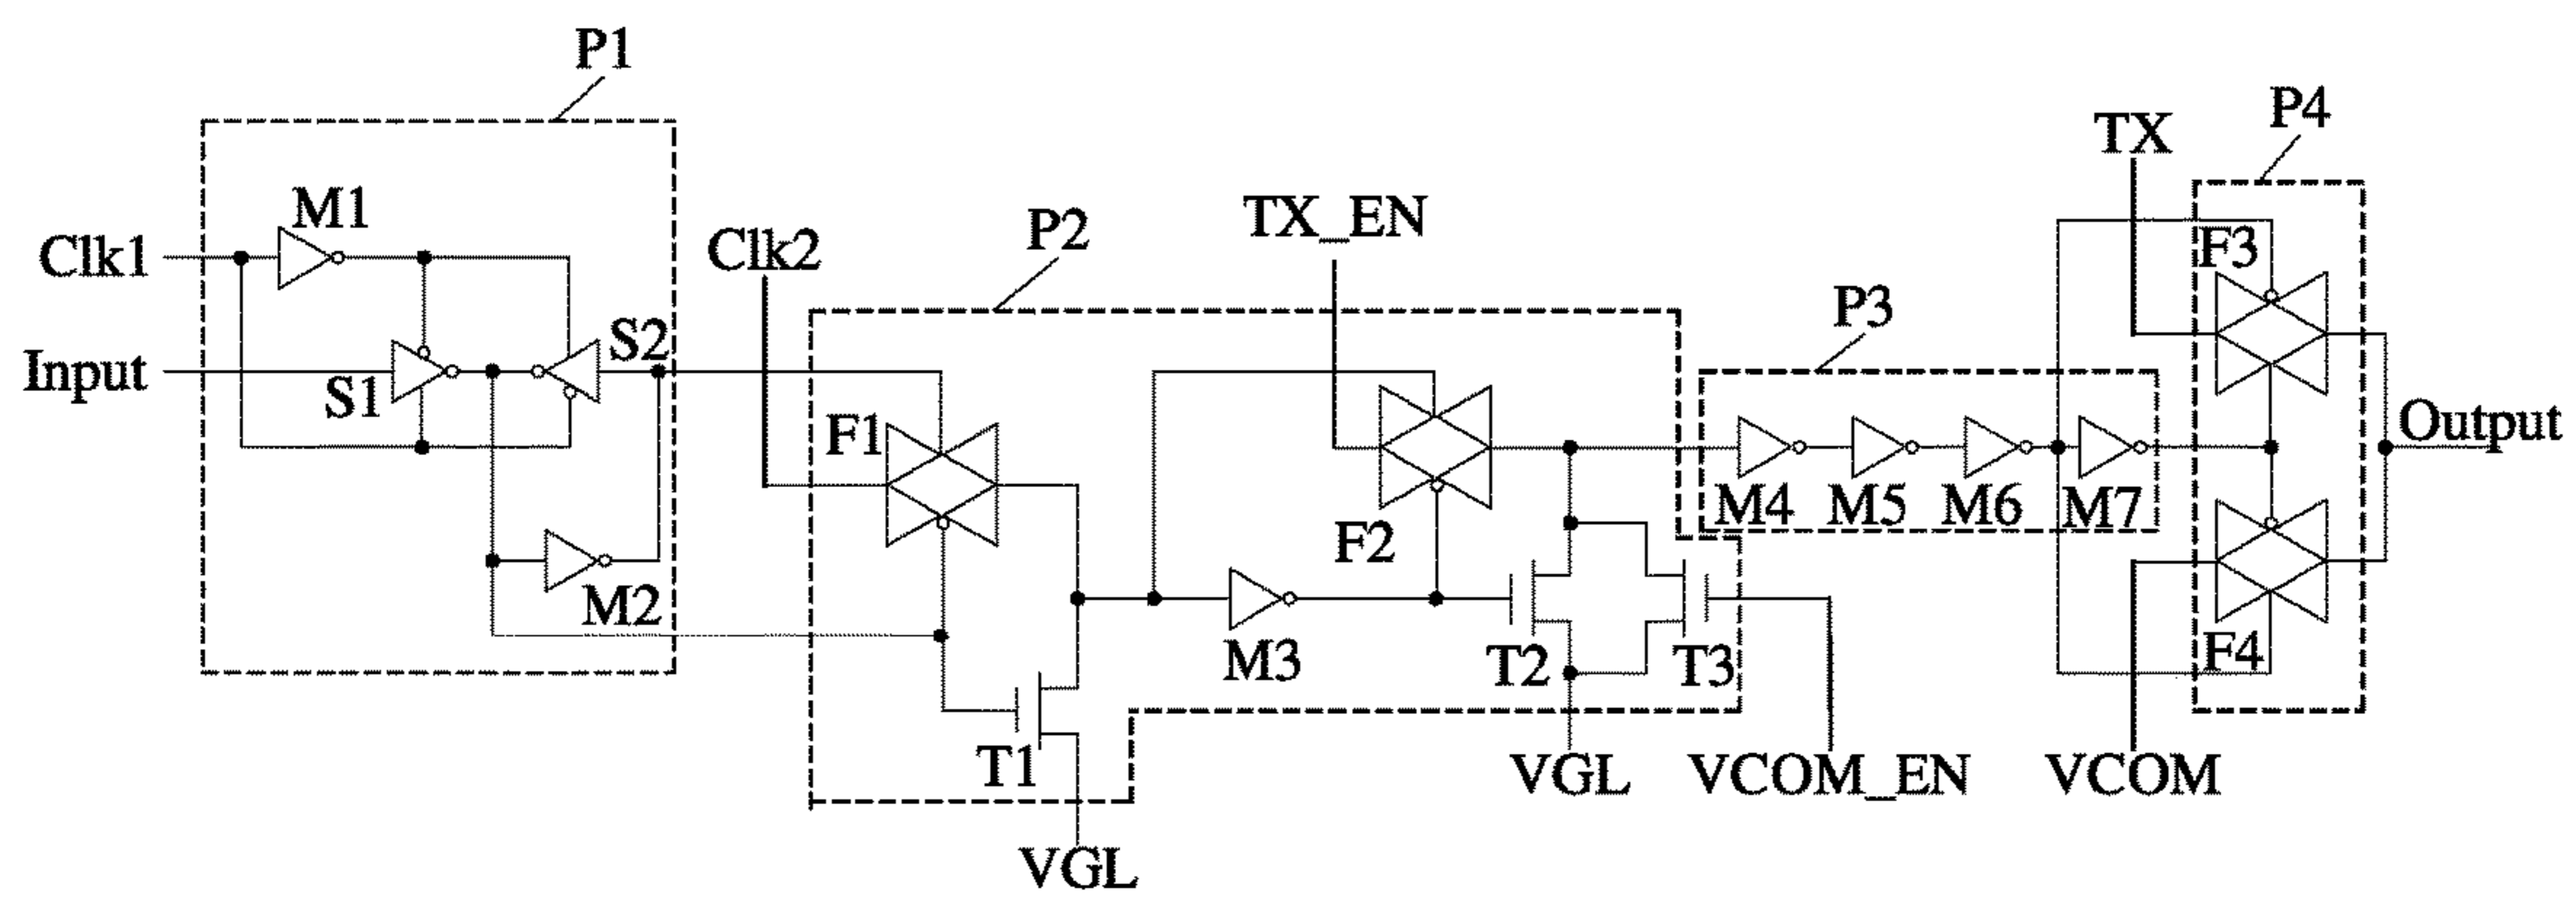 P1
P4
TX
M1
TX_EN
P2
Clk2
F3
Clk1
P3
S2
Input
S1
F1
Output
M4
M5
M6
M7
F2
M2
M3
T2
T3
F4
T1
VGL
VCOM_EN
VCOM
VGL